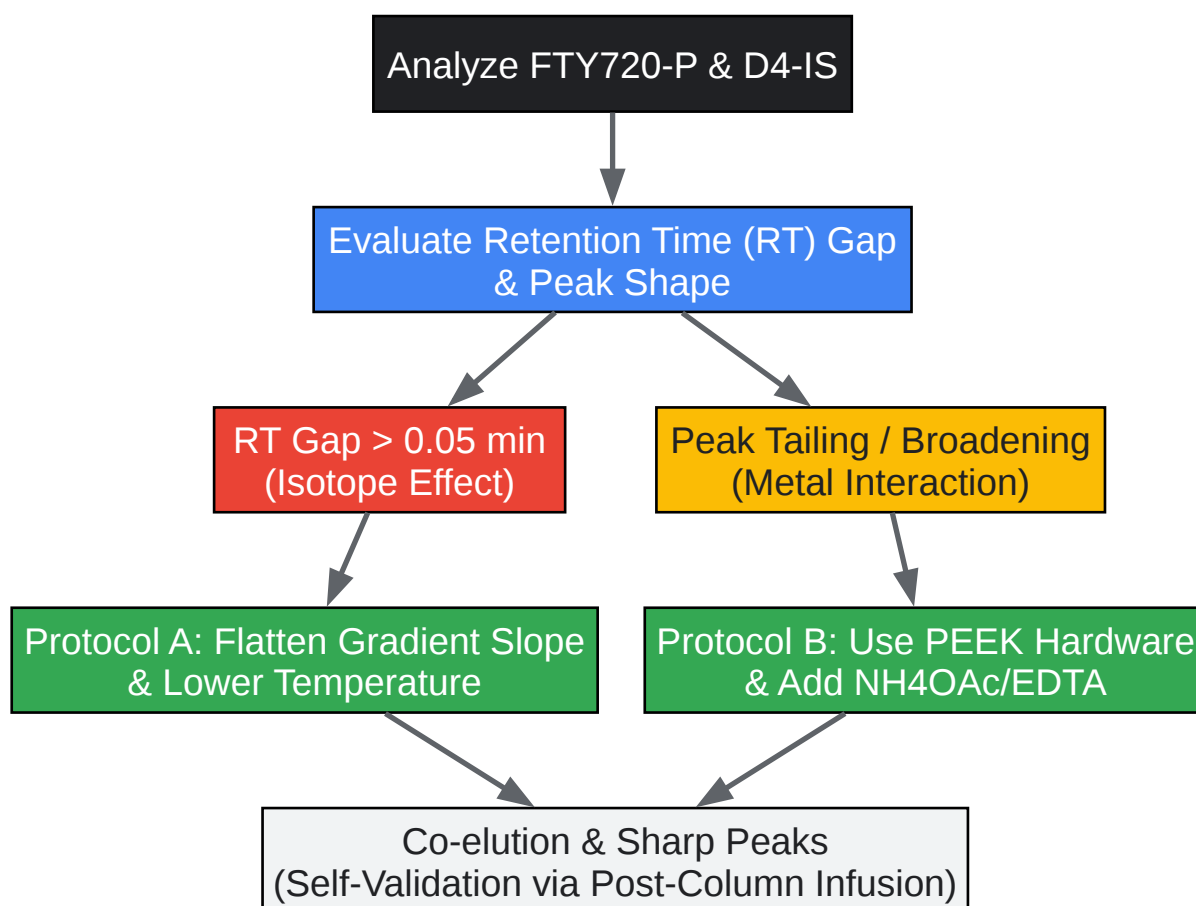 Analyze FTY720-P & D4-IS
Evaluate Retention Time (RT) Gap
& Peak Shape
RT Gap > 0.05 min
(Isotope Effect)
Peak Tailing / Broadening
(Metal Interaction)
Protocol A: Flatten Gradient Slope
& Lower Temperature
Protocol B: Use PEEK Hardware
& Add NH4OAc/EDTA
Co-elution & Sharp Peaks
(Self-Validation via Post-Column Infusion)